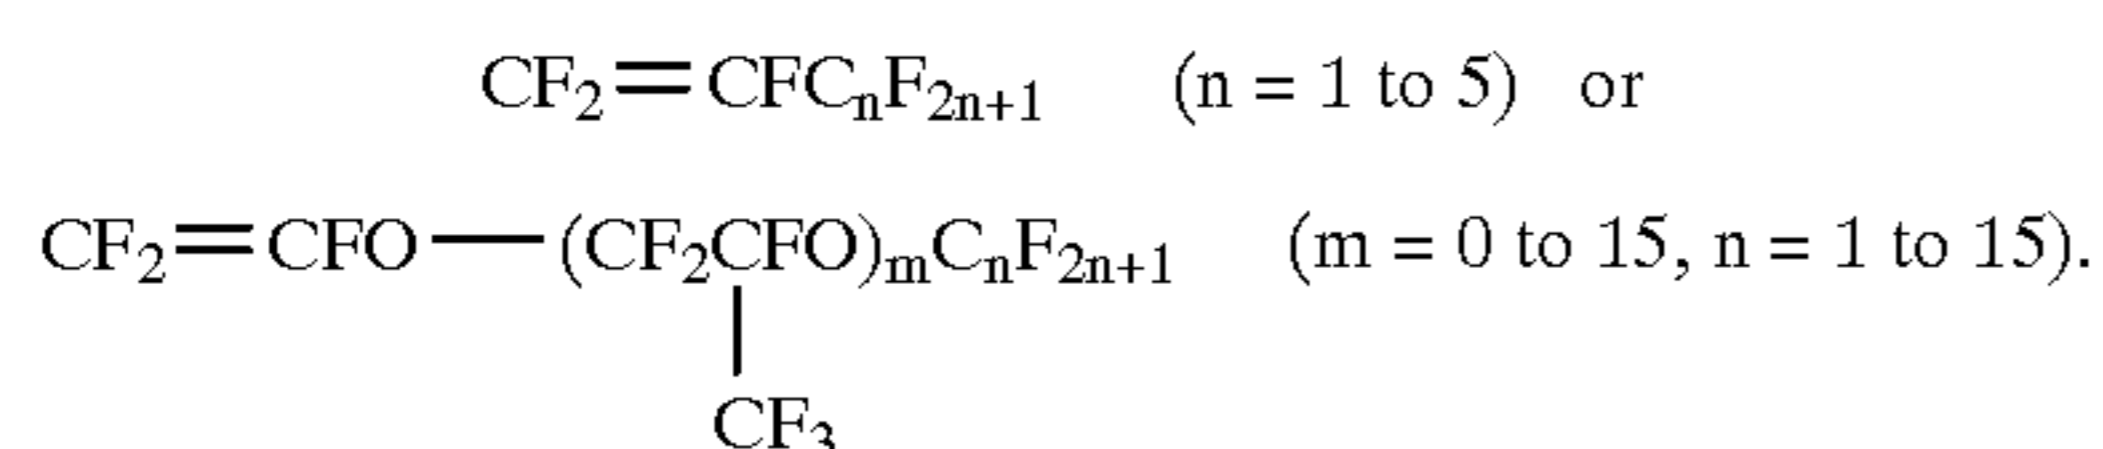 CF₂=CFCₙF₂ₙ₊₁ (n = 1 to 5) or
CF₂=CFO—(CF₂CFO)ₘCₙF₂ₙ₊₁ (m = 0 to 15, n = 1 to 15).
CF₃